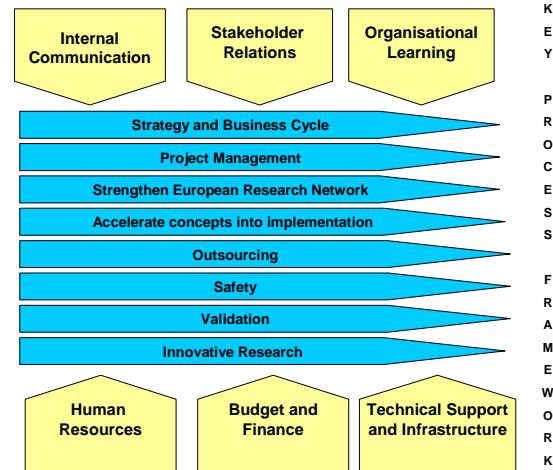 Internal
Communication
Stakeholder
Relations
Organisational
Learning
Strategy and Business Cycle
Project Management
Strengthen European Research Network
Accelerate concepts into implementation
Outsourcing
Safety
Validation
Innovative Research
Human
Resources
Budget and
Finance
Technical Support
and Infrastructure
K
E
Y
P
R
O
C
E
S
S
F
R
A
M
E
W
O
R
K